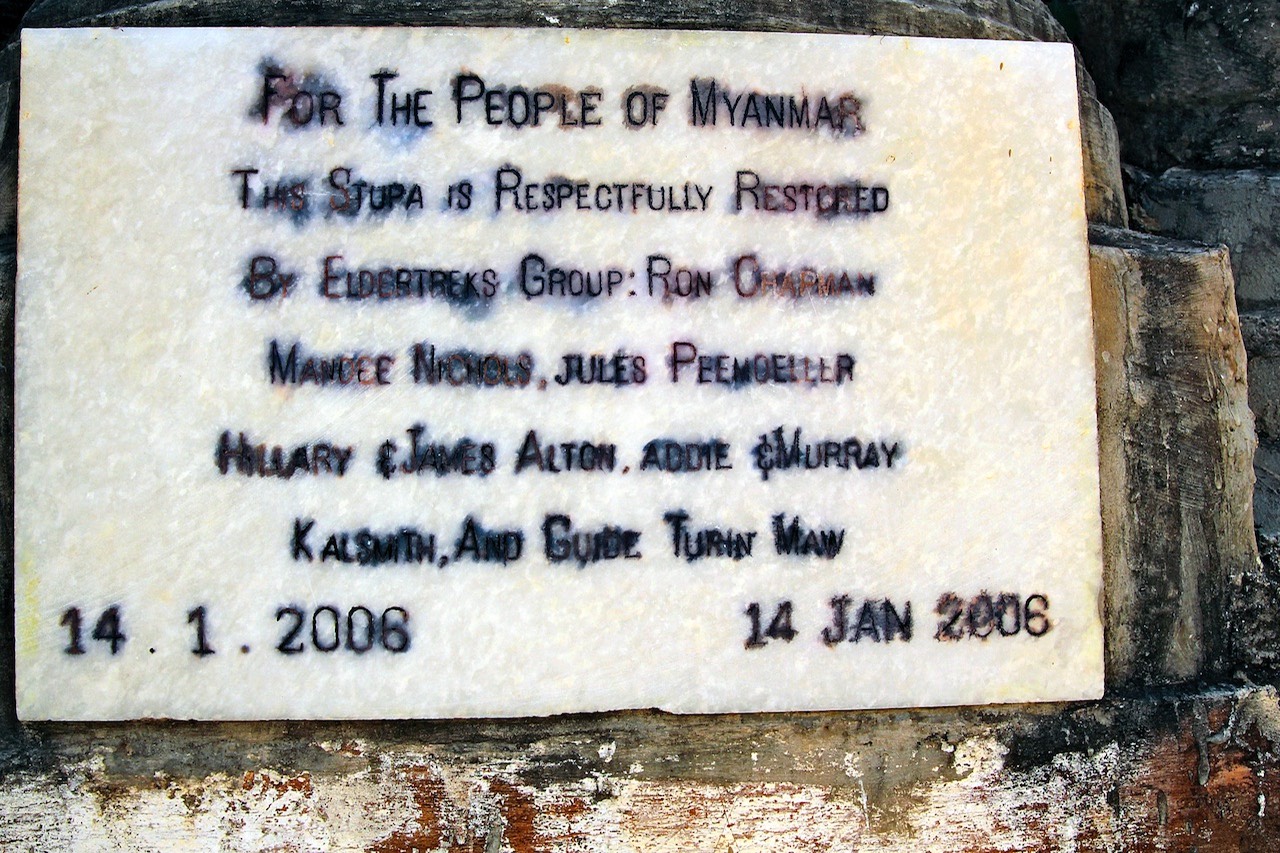 For The People of Myanmar
This Stupa is Respectfully Restored
By Eldertreks Group: Ron Chapman
Mandee Nichols, Jules Peemoeller
Hillary & James Alton, Addie & Murray
Kalsmith, And Guide Turin Maw
14 . 1 . 2006 14 JAN 2006